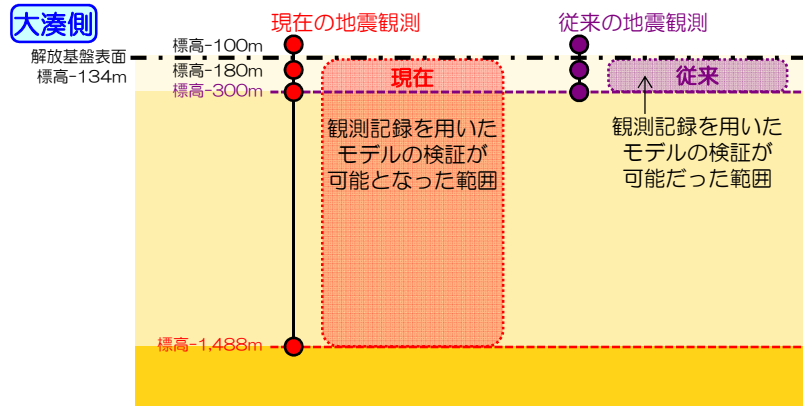 大湊側
現在の地震観測
従来の地震観測
標高-100m
解放基盤表面
標高-134m
標高-180m
標高-300m
現在
従来
観測記録を用いた
モデルの検証が
可能となった範囲
観測記録を用いた
モデルの検証が
可能だった範囲
標高-1,488m